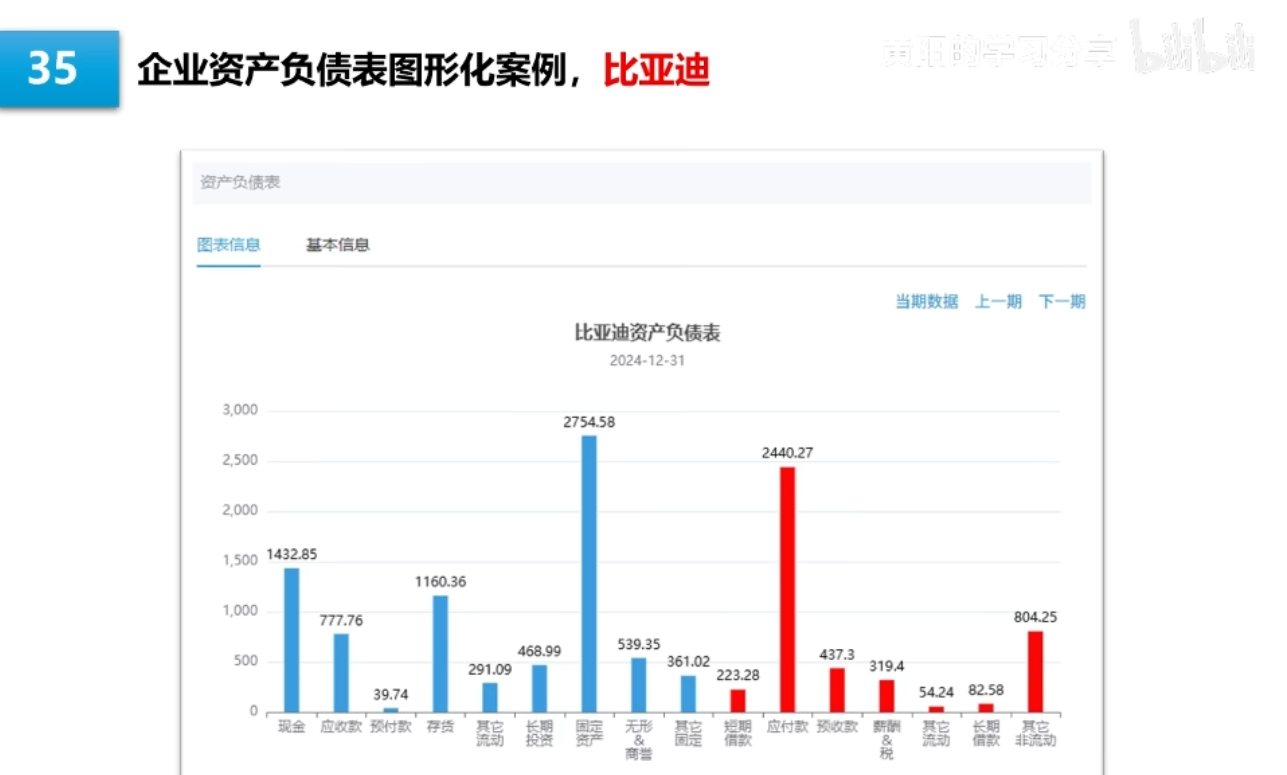 35
企业资产负债表图形化案例，比亚迪
黄阳的学习分享 bilibili
资产负债表
图表信息 基本信息
当期数据 上一期 下一期
比亚迪资产负债表
2024-12-31
3,000
2,500
2,000
1,500
1,000
500
0
1432.85
777.76
39.74
1160.36
291.09
468.99
2754.58
539.35
361.02
223.28
2440.27
437.3
319.4
54.24
82.58
804.25
现金
应收款
预付款
存货
其它
流动
长期
投资
固定
资产
无形
&
商誉
其它
固定
短期
借款
应付款
预收款
薪酬
&
税
其它
流动
长期
借款
其它
非流动